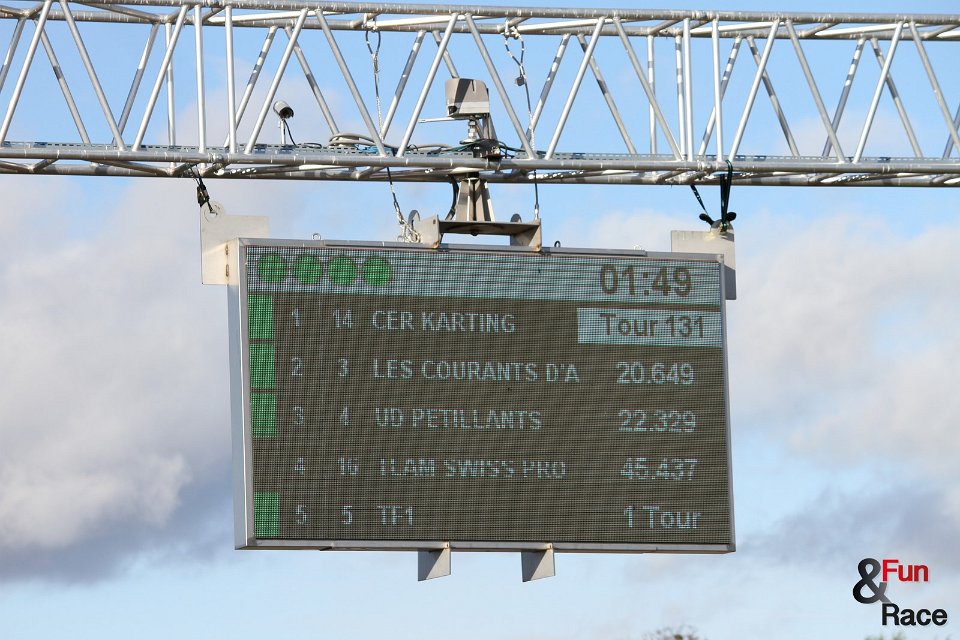 01:49
1 14 CER KARTING Tour 131
2 3 LES COURANTS D'A 20.649
3 4 UD PETILLANTS 22.329
4 16 TEAM SWISS PRO 45.437
5 5 TF1 1 Tour
&Fun
Race